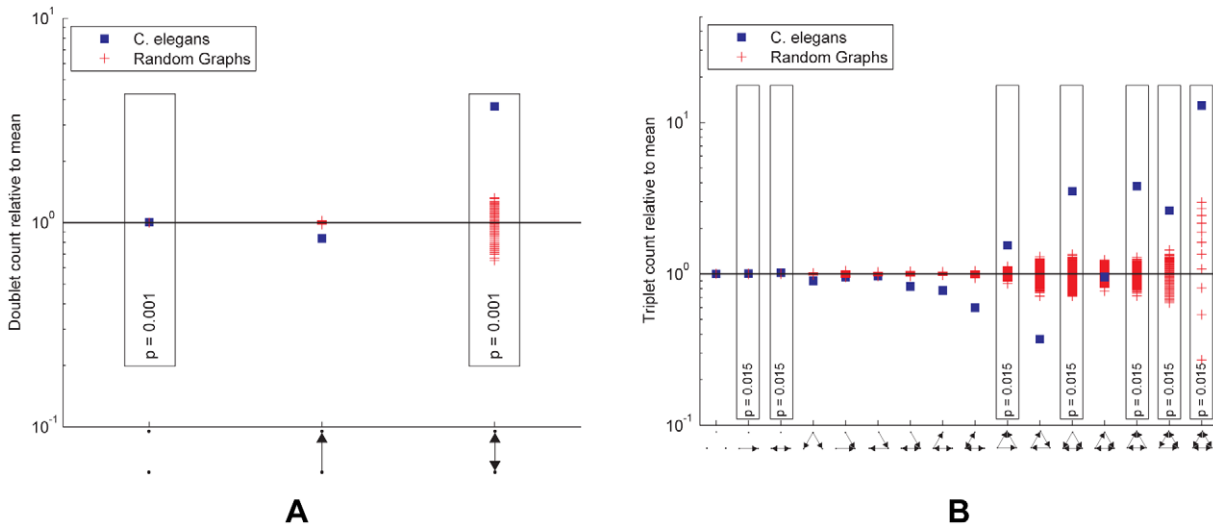 C. elegans
Random Graphs
Doublet count relative to mean
10^1
10^0
10^-1
p = 0.001
p = 0.001
A
C. elegans
Random Graphs
Triplet count relative to mean
10^1
10^0
10^-1
p = 0.015
p = 0.015
p = 0.015
p = 0.015
p = 0.015
p = 0.015
p = 0.015
B